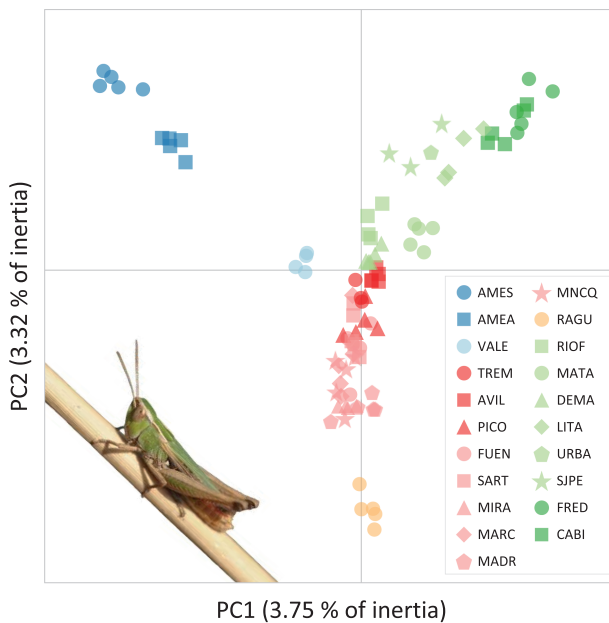 PC2 (3.32 % of inertia)
AMES
AMEA
VALE
TREM
AVIL
PICO
FUEN
SART
MIRA
MARC
MADR
MNCQ
RAGU
RIOF
MATA
DEMA
LITA
URBA
SJPE
FRED
CABI
PC1 (3.75 % of inertia)